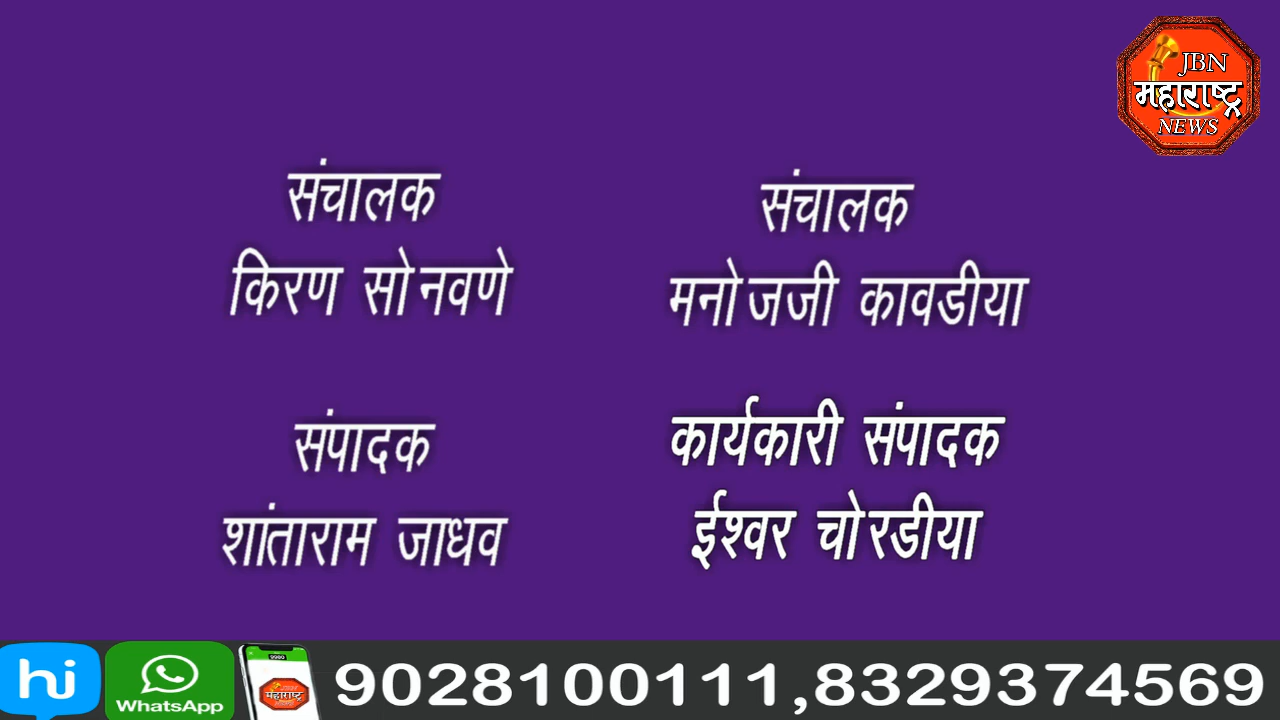 JBN
महाराष्ट्र
NEWS
संचालक
किरण सोनवणे
संचालक
मनोजजी कावडीया
संपादक
शांताराम जाधव
कार्यकारी संपादक
ईश्वर चोरडीया
hi
WhatsApp
महाराष्ट्र
9028100111,8329374569